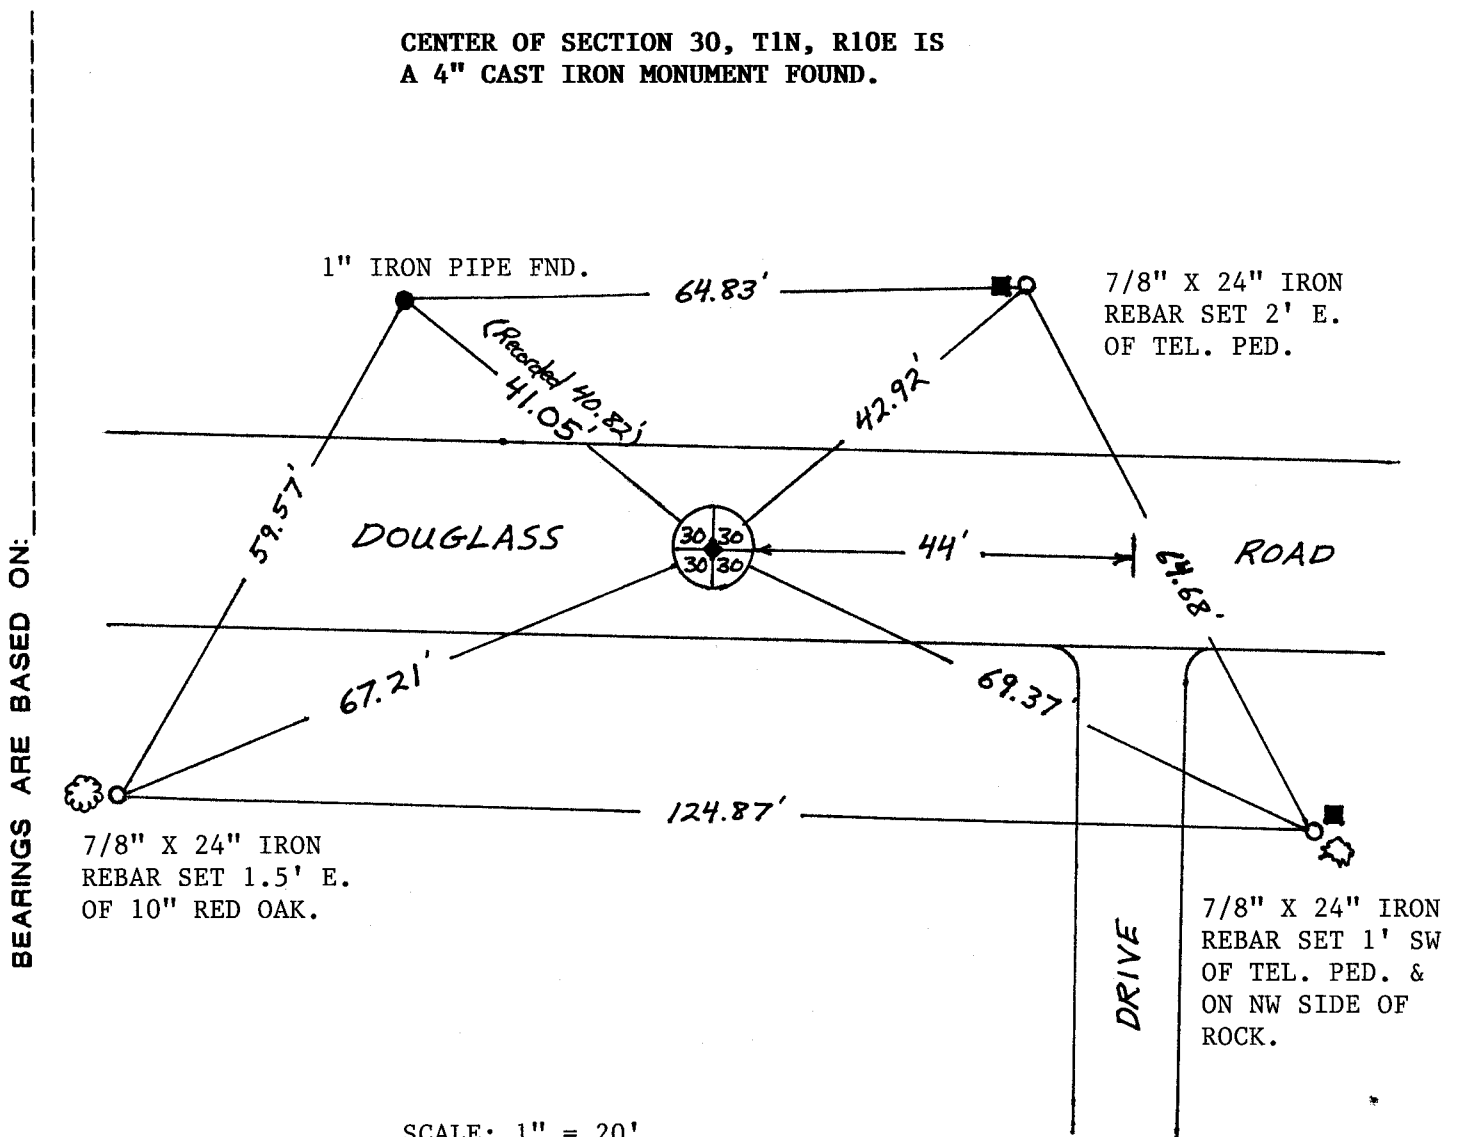 CENTER OF SECTION 30, T1N, R10E IS
A 4" CAST IRON MONUMENT FOUND.
1" IRON PIPE FND.
64.83'
7/8" X 24" IRON
REBAR SET 2' E.
OF TEL. PED.
(Recorded 40.82')
41.05'
42.92'
59.57'
DOUGLASS
30 30
30 30
44'
64.68'
ROAD
67.21'
69.37'
124.87'
7/8" X 24" IRON
REBAR SET 1.5' E.
OF 10" RED OAK.
7/8" X 24" IRON
REBAR SET 1' SW
OF TEL. PED. &
ON NW SIDE OF
ROCK.
DRIVE
BEARINGS ARE BASED ON:
SCALE: 1" = 20'